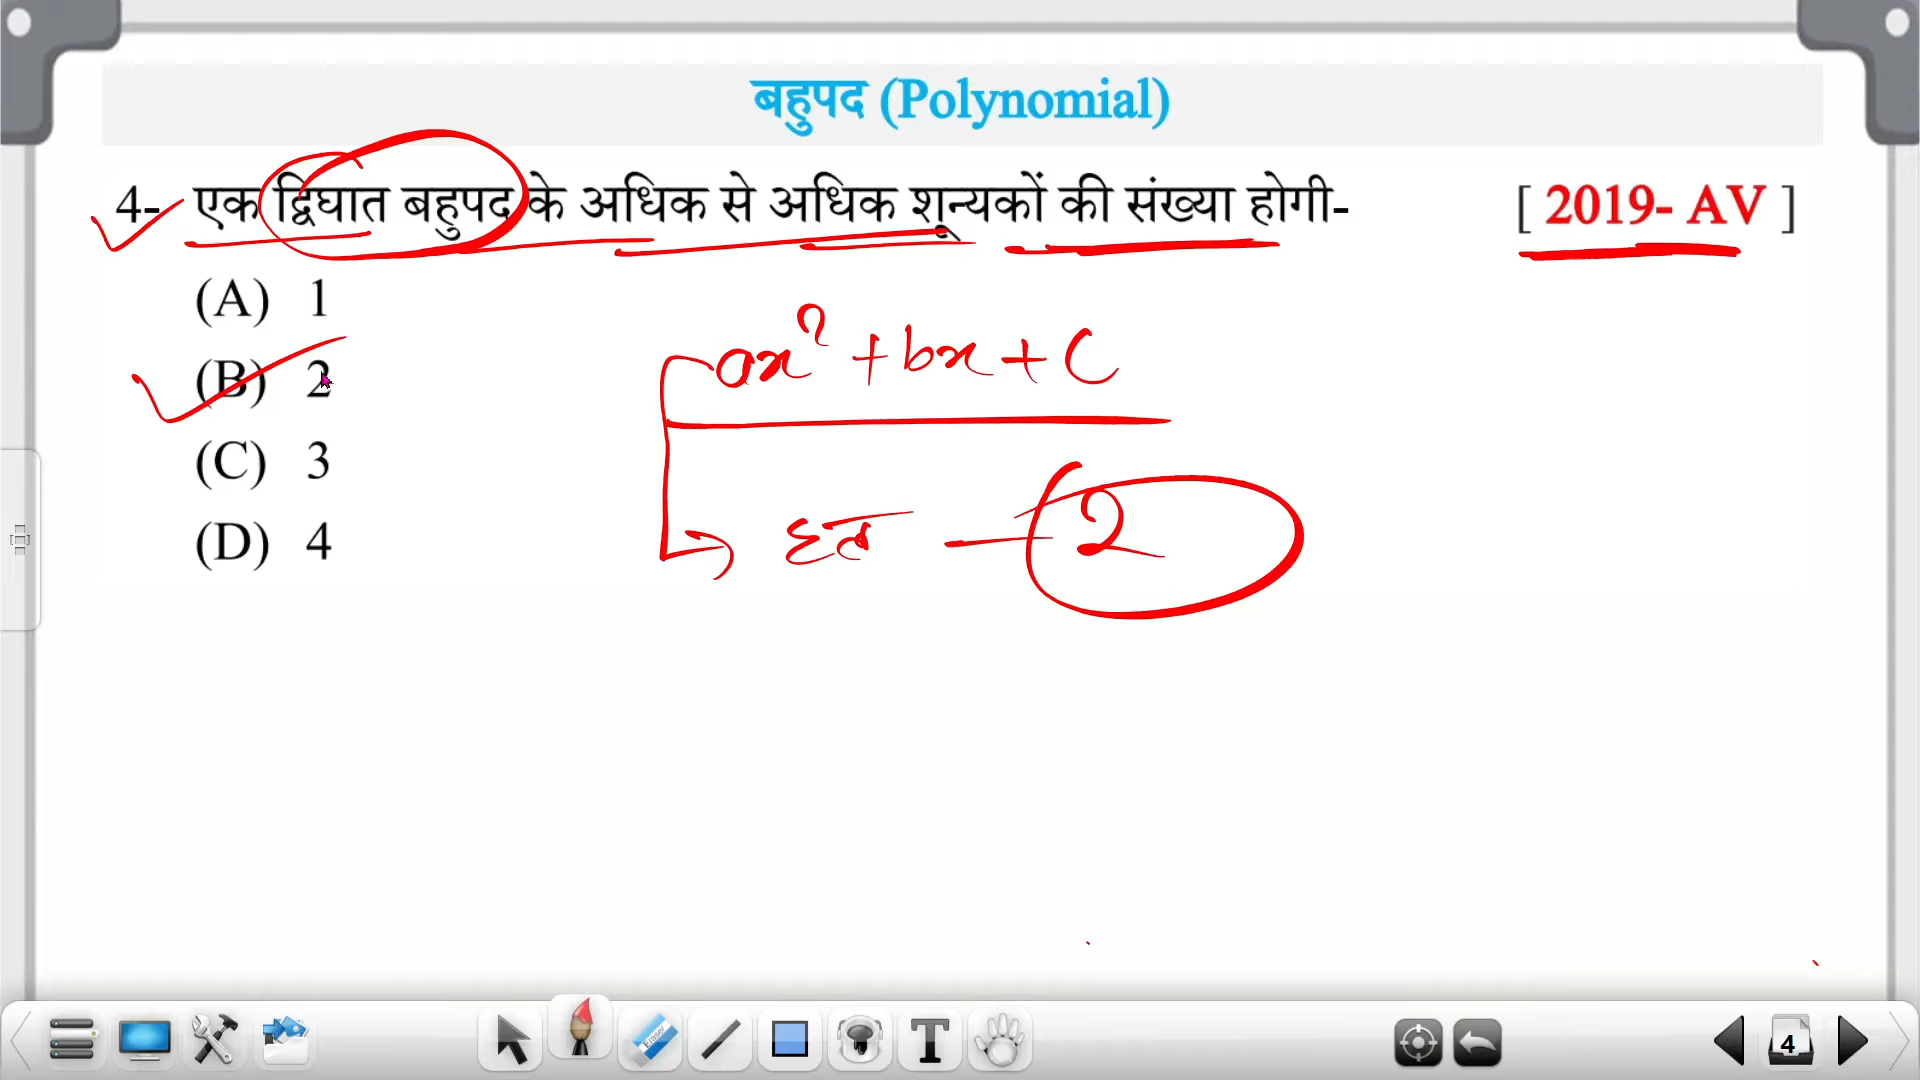 बहुपद (Polynomial)
4- एक द्विघात बहुपद के अधिक से अधिक शून्यकों की संख्या होगी- [ 2019- AV ]
(A) 1
(B) 2
(C) 3
(D) 4
ax² + bx + c
घात — 2
Eraser
T
4